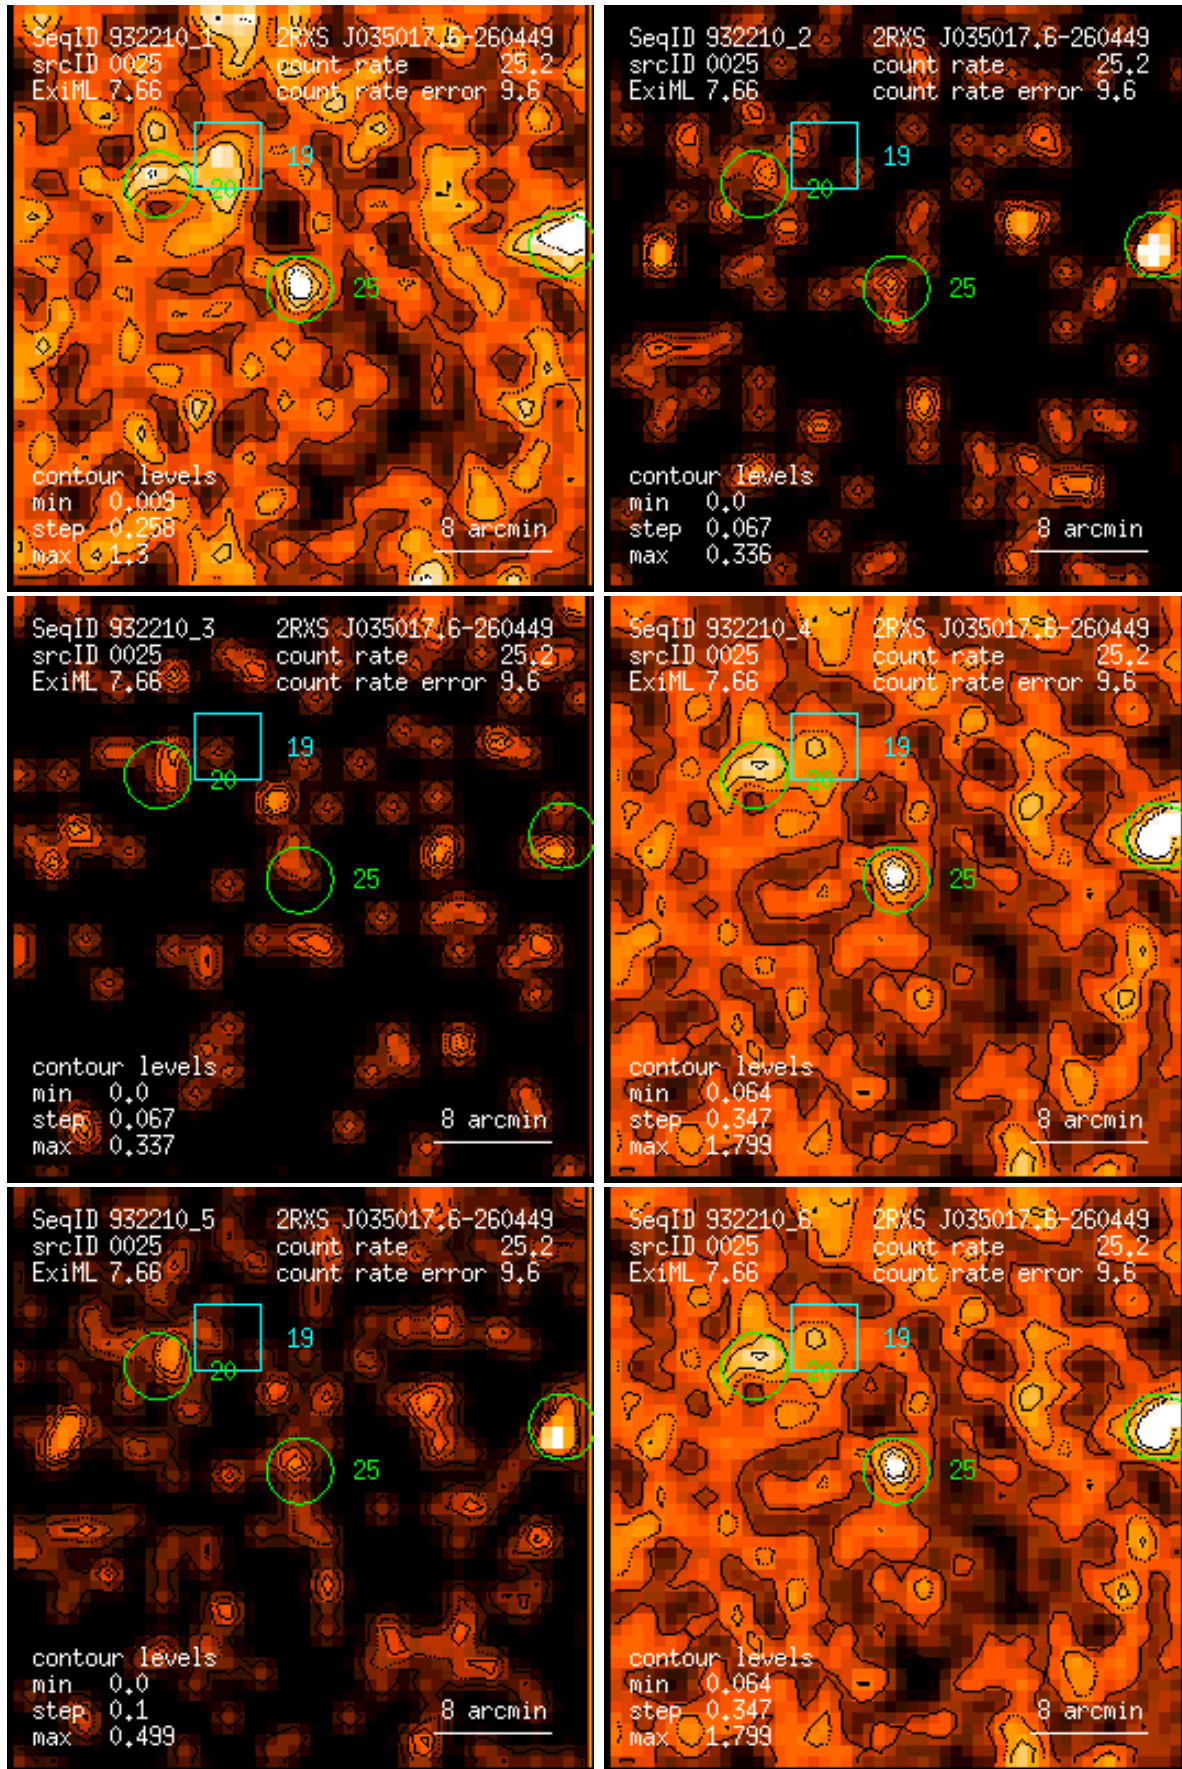 SeqID 932210_1 2RXS J035017.6-260449
srcID 0025 count rate 25.2
ExiML 7.66 count rate error 9.6
19
20
25
contour levels
min 0.009
step 0.258 8 arcmin
max 1.3
SeqID 932210_2 2RXS J035017.6-260449
srcID 0025 count rate 25.2
ExiML 7.66 count rate error 9.6
19
20
25
contour levels
min 0.0
step 0.067 8 arcmin
max 0.336
SeqID 932210_3 2RXS J035017.6-260449
srcID 0025 count rate 25.2
ExiML 7.66 count rate error 9.6
19
20
25
contour levels
min 0.0
step 0.067 8 arcmin
max 0.337
SeqID 932210_4 2RXS J035017.6-260449
srcID 0025 count rate 25.2
ExiML 7.66 count rate error 9.6
19
20
25
contour levels
min 0.064
step 0.347 8 arcmin
max 1.799
SeqID 932210_5 2RXS J035017.6-260449
srcID 0025 count rate 25.2
ExiML 7.66 count rate error 9.6
19
20
25
contour levels
min 0.0
step 0.1 8 arcmin
max 0.499
SeqID 932210_6 2RXS J035017.6-260449
srcID 0025 count rate 25.2
ExiML 7.66 count rate error 9.6
19
20
25
contour levels
min 0.064
step 0.347 8 arcmin
max 1.799